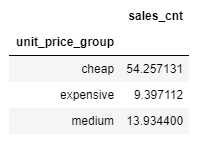 sales_cnt
unit_price_group
cheap 54.257131
expensive 9.397112
medium 13.934400